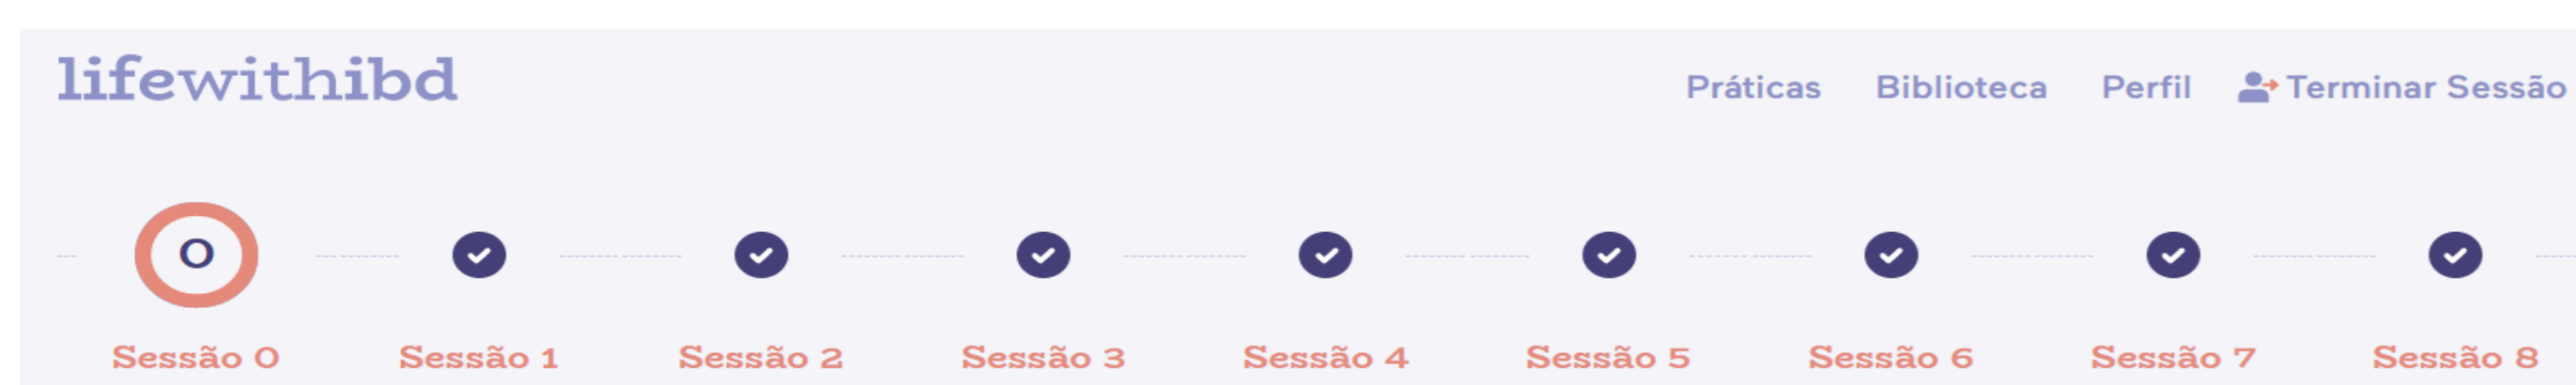 lifewithibd
Práticas Biblioteca Perfil Terminar Sessão
0
Sessão 0 Sessão 1 Sessão 2 Sessão 3 Sessão 4 Sessão 5 Sessão 6 Sessão 7 Sessão 8